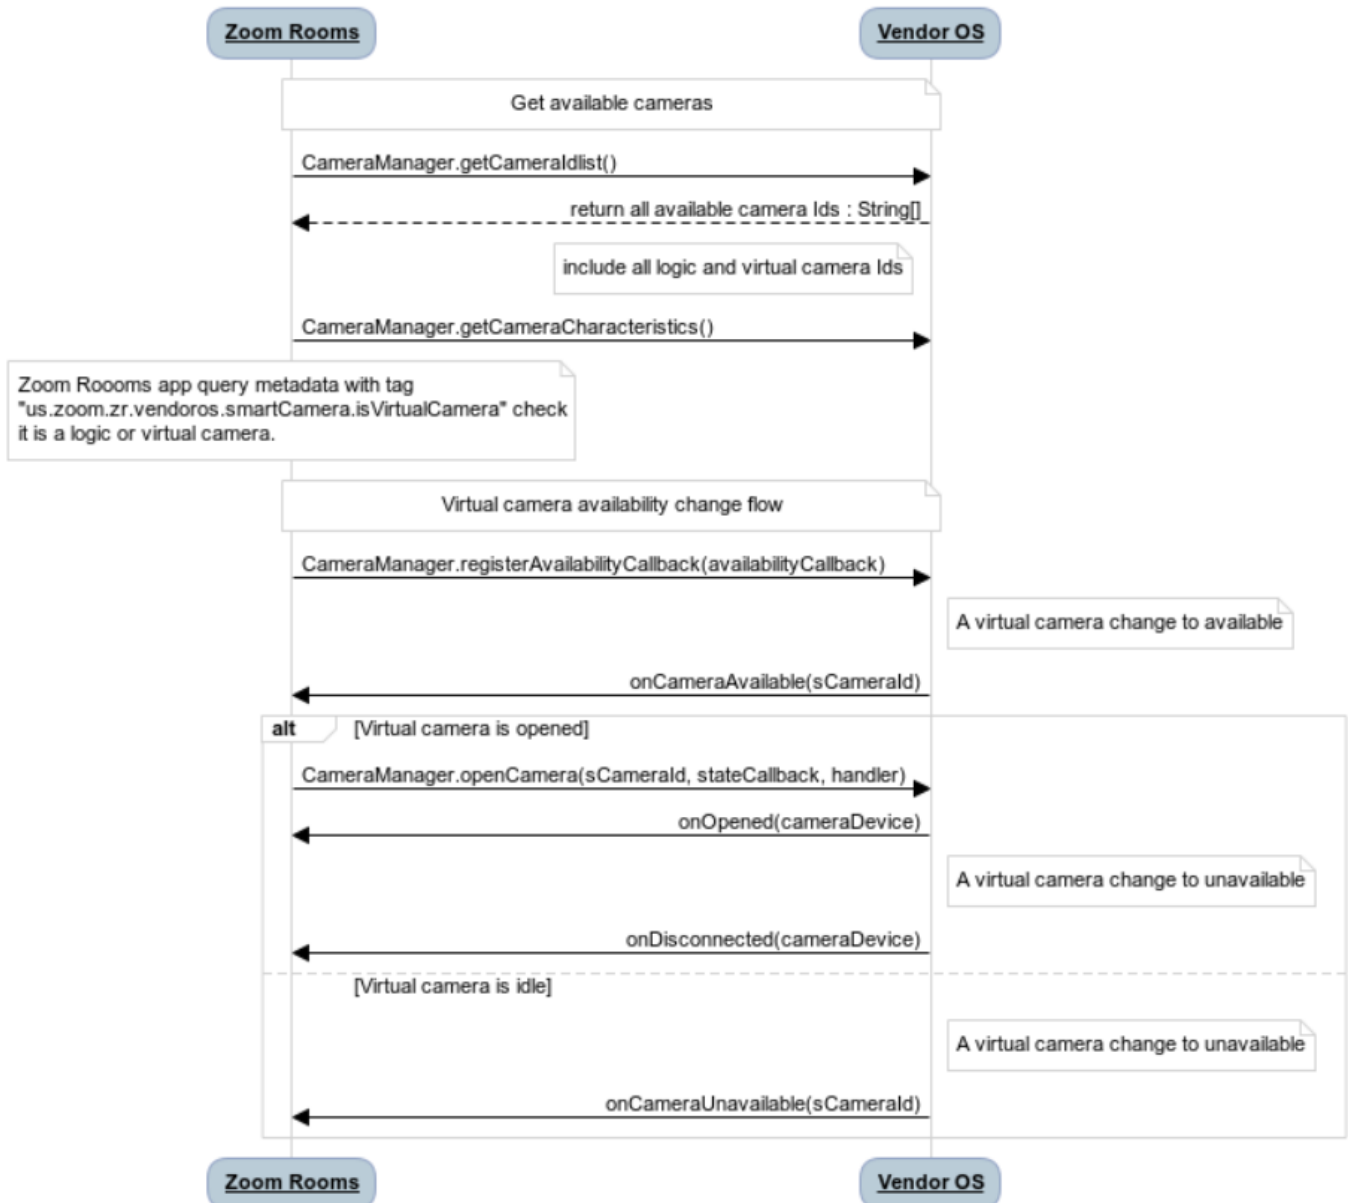 Zoom Rooms
Vendor OS
Get available cameras
CameraManager.getCameraIdlist()
return all available camera Ids : String[]
include all logic and virtual camera Ids
CameraManager.getCameraCharacteristics()
Zoom Roooms app query metadata with tag
"us.zoom.zr.vendoros.smartCamera.isVirtualCamera" check
it is a logic or virtual camera.
Virtual camera availability change flow
CameraManager.registerAvailabilityCallback(availabilityCallback)
A virtual camera change to available
onCameraAvailable(sCameraId)
alt
[Virtual camera is opened]
CameraManager.openCamera(sCameraId, stateCallback, handler)
onOpened(cameraDevice)
A virtual camera change to unavailable
onDisconnected(cameraDevice)
[Virtual camera is idle]
A virtual camera change to unavailable
onCameraUnavailable(sCameraId)
Zoom Rooms
Vendor OS